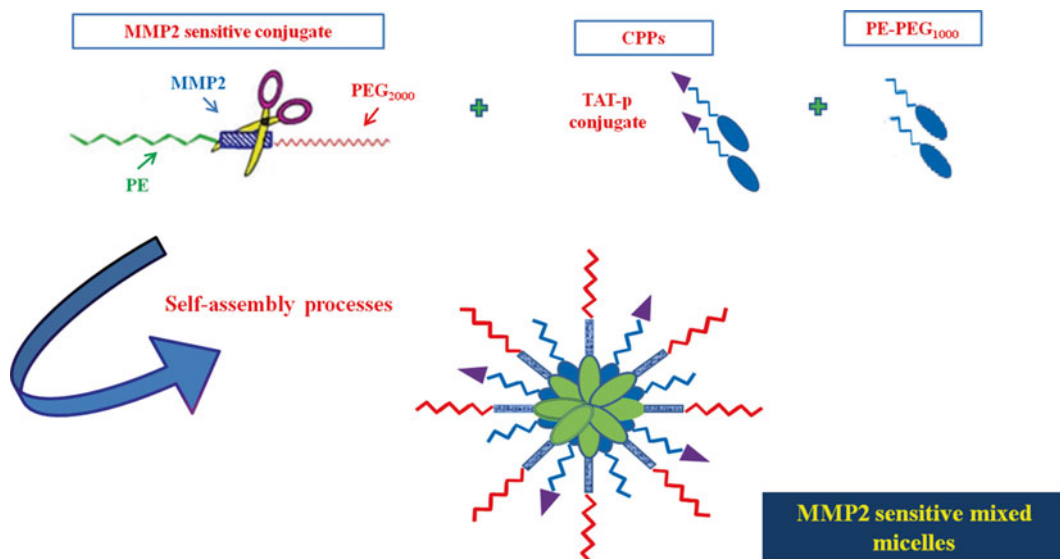 MMP2 sensitive conjugate
CPPs
PE-PEG₁₀₀₀
MMP2
PEG₂₀₀₀
PE
TAT-p
conjugate
Self-assembly processes
MMP2 sensitive mixed
micelles